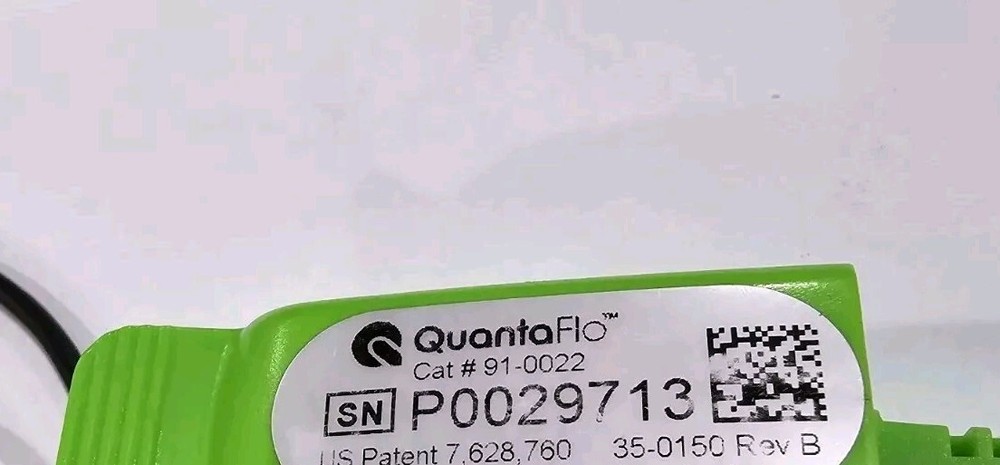 QuantaFlo™
Cat # 91-0022
SN P0029713
US Patent 7,628,760 35-0150 Rev B